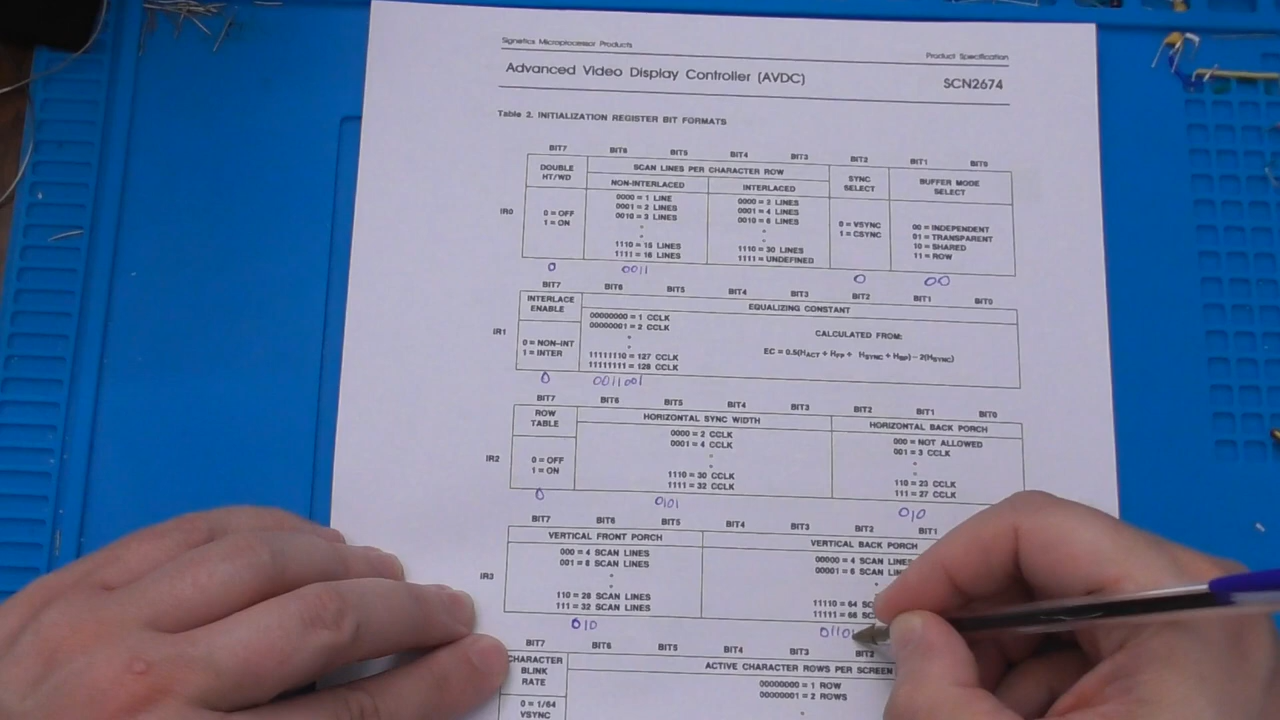 Signetics Microprocessor Products
Product Specification
Advanced Video Display Controller (AVDC)
SCN2674
Table 2. INITIALIZATION REGISTER BIT FORMATS
BIT7 BIT6 BIT5 BIT4 BIT3 BIT2 BIT1 BIT0
DOUBLE HT/WD
SCAN LINES PER CHARACTER ROW
SYNC SELECT
BUFFER MODE SELECT
NON-INTERLACED INTERLACED
IR0
0 = OFF
1 = ON
0000 = 1 LINE
0001 = 2 LINES
0010 = 3 LINES
1110 = 15 LINES
1111 = 16 LINES
0000 = 2 LINES
0001 = 4 LINES
0010 = 6 LINES
1110 = 30 LINES
1111 = UNDEFINED
0 = VSYNC
1 = CSYNC
00 = INDEPENDENT
01 = TRANSPARENT
10 = SHARED
11 = ROW
0 0011 0 00
BIT7 BIT6 BIT5 BIT4 BIT3 BIT2 BIT1 BIT0
INTERLACE ENABLE
EQUALIZING CONSTANT
IR1
0 = NON-INT
1 = INTER
00000000 = 1 CCLK
00000001 = 2 CCLK
11111110 = 127 CCLK
11111111 = 128 CCLK
CALCULATED FROM:
EC = 0.5(HACT + HFP + HSYNC + HBP) – 2(HSYNC)
0 0011001
BIT7 BIT6 BIT5 BIT4 BIT3 BIT2 BIT1 BIT0
ROW TABLE
HORIZONTAL SYNC WIDTH
HORIZONTAL BACK PORCH
IR2
0 = OFF
1 = ON
0000 = 2 CCLK
0001 = 4 CCLK
1110 = 30 CCLK
1111 = 32 CCLK
000 = NOT ALLOWED
001 = 3 CCLK
110 = 23 CCLK
111 = 27 CCLK
0 0101 010
BIT7 BIT6 BIT5 BIT4 BIT3 BIT2 BIT1
VERTICAL FRONT PORCH
VERTICAL BACK PORCH
IR3
000 = 4 SCAN LINES
001 = 8 SCAN LINES
110 = 28 SCAN LINES
111 = 32 SCAN LINES
00000 = 4 SCAN LINES
00001 = 6 SCAN
11110 = 64
11111 = 66
010
BIT7 BIT6 BIT5 BIT4 BIT3 BIT2
CHARACTER BLINK RATE
ACTIVE CHARACTER ROWS PER SCREEN
0 = 1/64 VSYNC
00000000 = 1 ROW
00000001 = 2 ROWS